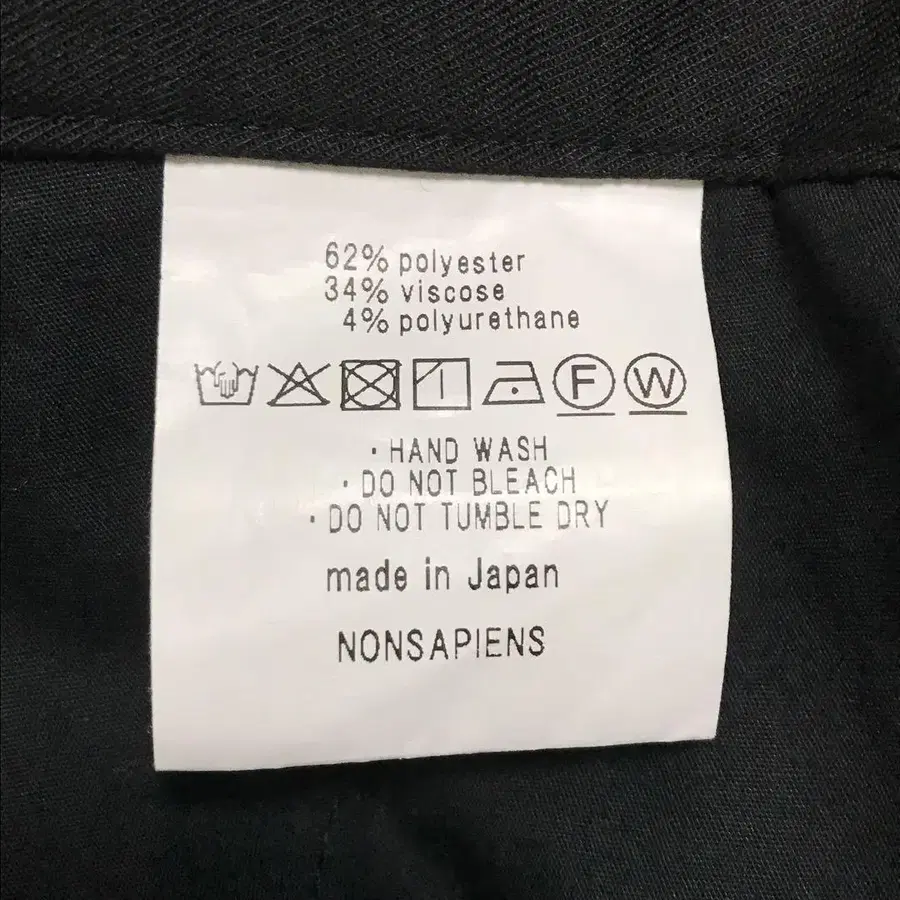 62% polyester
34% viscose
4% polyurethane
F W
· HAND WASH
· DO NOT BLEACH
· DO NOT TUMBLE DRY
made in Japan
NONSAPIENS